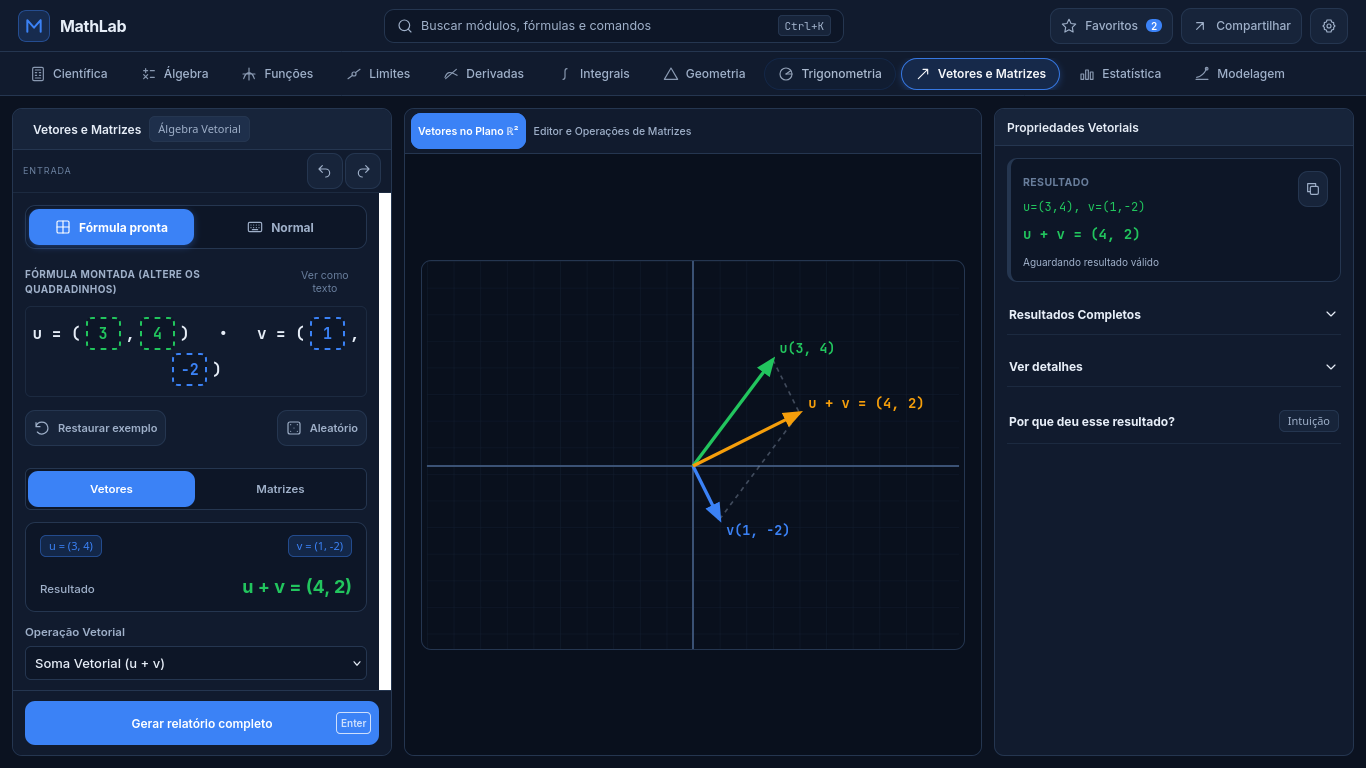 MathLab
Buscar módulos, fórmulas e comandos
Ctrl+K
Favoritos 2
Compartilhar
Científica
Álgebra
Funções
Limites
Derivadas
Integrais
Geometria
Trigonometria
Vetores e Matrizes
Estatística
Modelagem
Vetores e Matrizes
Álgebra Vetorial
ENTRADA
Fórmula pronta
Normal
FÓRMULA MONTADA (ALTERE OS
QUADRADINHOS)
Ver como
texto
u = ( 3 , 4 ) • v = ( 1 ,
-2 )
Restaurar exemplo
Aleatório
Vetores
Matrizes
u = (3, 4)
v = (1, -2)
Resultado
u + v = (4, 2)
Operação Vetorial
Soma Vetorial (u + v)
Gerar relatório completo
Enter
Vetores no Plano ℝ²
Editor e Operações de Matrizes
u(3, 4)
u + v = (4, 2)
v(1, -2)
Propriedades Vetoriais
RESULTADO
u=(3,4), v=(1,-2)
u + v = (4, 2)
Aguardando resultado válido
Resultados Completos
Ver detalhes
Por que deu esse resultado?
Intuição